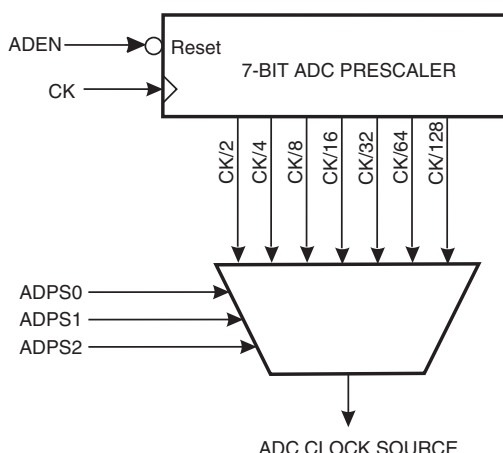 ADEN
Reset
7-BIT ADC PRESCALER
CK
CK/2
CK/4
CK/8
CK/16
CK/32
CK/64
CK/128
ADPS0
ADPS1
ADPS2
ADC CLOCK SOURCE